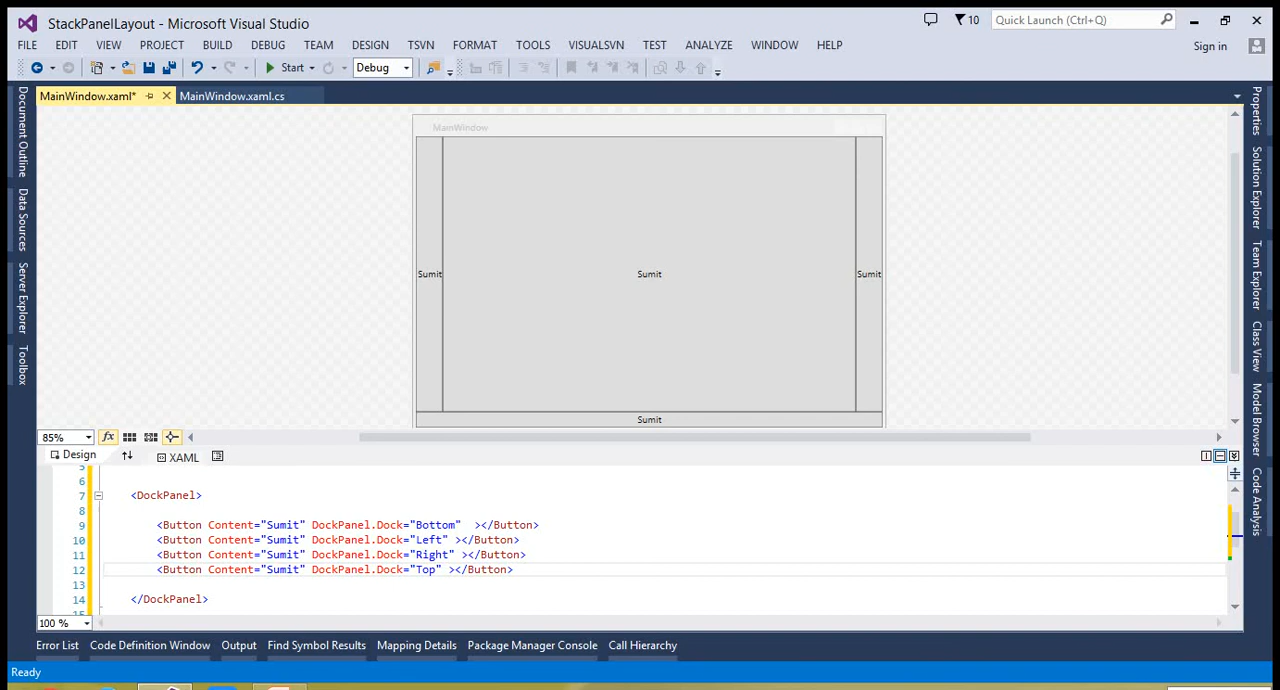 StackPanelLayout - Microsoft Visual Studio
10
Quick Launch (Ctrl+Q)
FILE EDIT VIEW PROJECT BUILD DEBUG TEAM DESIGN TSVN FORMAT TOOLS VISUALSVN TEST ANALYZE WINDOW HELP
Sign in
Start Debug
MainWindow.xaml* MainWindow.xaml.cs
Document Outline
Data Sources
Server Explorer
Toolbox
MainWindow
Sumit Sumit Sumit
Sumit
Properties
Solution Explorer
Team Explorer
Class View
Model Browser
Code Analysis
85% fx
Design XAML
5
6
7 <DockPanel>
8
9 <Button Content="Sumit" DockPanel.Dock="Bottom"  ></Button>
10 <Button Content="Sumit" DockPanel.Dock="Left" ></Button>
11 <Button Content="Sumit" DockPanel.Dock="Right" ></Button>
12 <Button Content="Sumit" DockPanel.Dock="Top" ></Button>
13
14 </DockPanel>
15
100 %
Error List Code Definition Window Output Find Symbol Results Mapping Details Package Manager Console Call Hierarchy
Ready